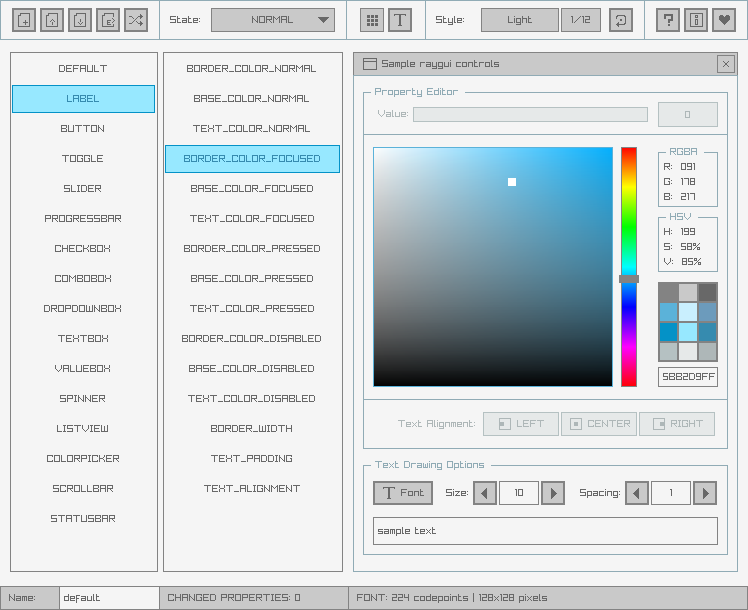 State: NORMAL Style: Light 1/12
DEFAULT
LABEL
BUTTON
TOGGLE
SLIDER
PROGRESSBAR
CHECKBOX
COMBOBOX
DROPDOWNBOX
TEXTBOX
VALUEBOX
SPINNER
LISTVIEW
COLORPICKER
SCROLLBAR
STATUSBAR
BORDER_COLOR_NORMAL
BASE_COLOR_NORMAL
TEXT_COLOR_NORMAL
BORDER_COLOR_FOCUSED
BASE_COLOR_FOCUSED
TEXT_COLOR_FOCUSED
BORDER_COLOR_PRESSED
BASE_COLOR_PRESSED
TEXT_COLOR_PRESSED
BORDER_COLOR_DISABLED
BASE_COLOR_DISABLED
TEXT_COLOR_DISABLED
BORDER_WIDTH
TEXT_PADDING
TEXT_ALIGNMENT
Sample raygui controls
Property Editor
Value: 0
RGBA
R: 091
G: 178
B: 217
HSV
H: 199
S: 58%
V: 85%
5BB2D9FF
Text Alignment: LEFT CENTER RIGHT
Text Drawing Options
Font Size: 10 Spacing: 1
sample text
Name: default CHANGED PROPERTIES: 0 FONT: 224 codepoints | 128x128 pixels